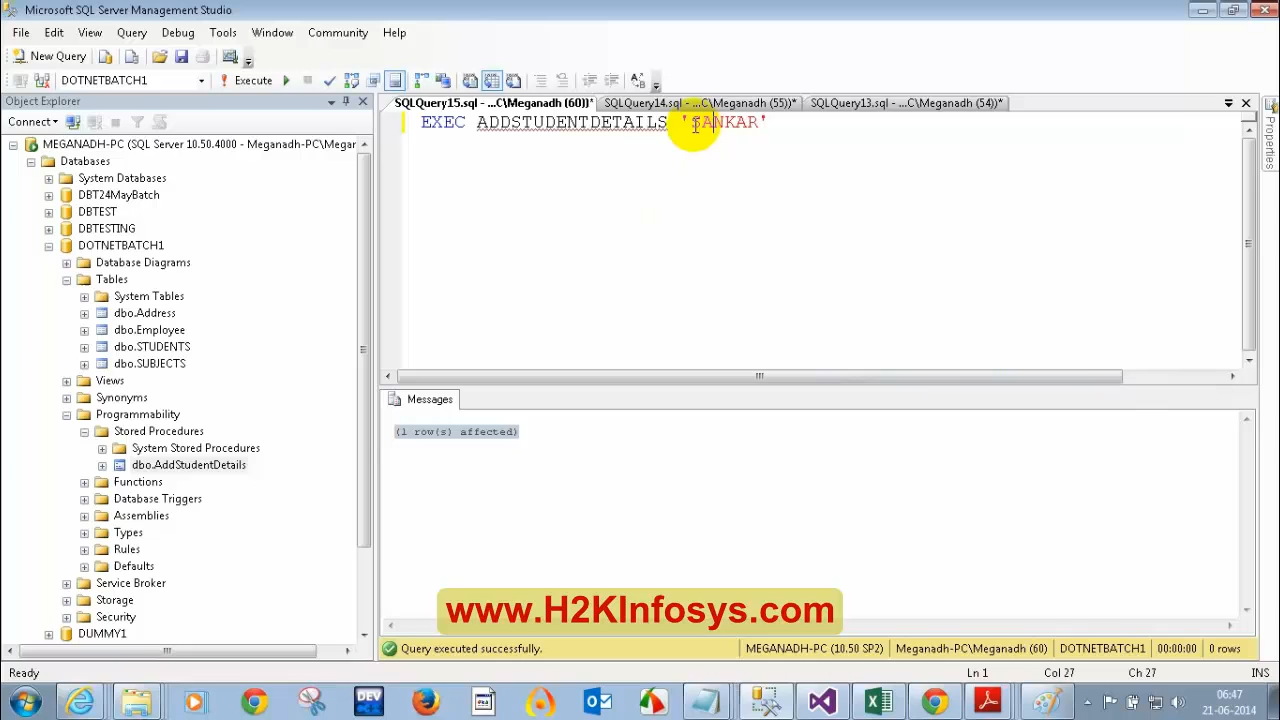 Microsoft SQL Server Management Studio
File Edit View Query Debug Tools Window Community Help
New Query
DOTNETBATCH1 Execute
Object Explorer
SQLQuery15.sql - ...C\Meganadh (60))* SQLQuery14.sql - ...C\Meganadh (55))* SQLQuery13.sql - ...C\Meganadh (54))*
Connect
EXEC ADDSTUDENTDETAILS 'SANKAR'
Properties
MEGANADH-PC (SQL Server 10.50.4000 - Meganadh-PC\Megan
Databases
System Databases
DBT24MayBatch
DBTEST
DBTESTING
DOTNETBATCH1
Database Diagrams
Tables
System Tables
dbo.Address
dbo.Employee
dbo.STUDENTS
dbo.SUBJECTS
Views
Synonyms
Programmability
Stored Procedures
System Stored Procedures
dbo.AddStudentDetails
Functions
Database Triggers
Assemblies
Types
Rules
Defaults
Service Broker
Storage
Security
DUMMY1
Messages
(1 row(s) affected)
www.H2KInfosys.com
Query executed successfully. MEGANADH-PC (10.50 SP2) Meganadh-PC\Meganadh (60) DOTNETBATCH1 00:00:00 0 rows
Ready Ln 1 Col 27 Ch 27 INS
DEV
06:47
21-06-2014